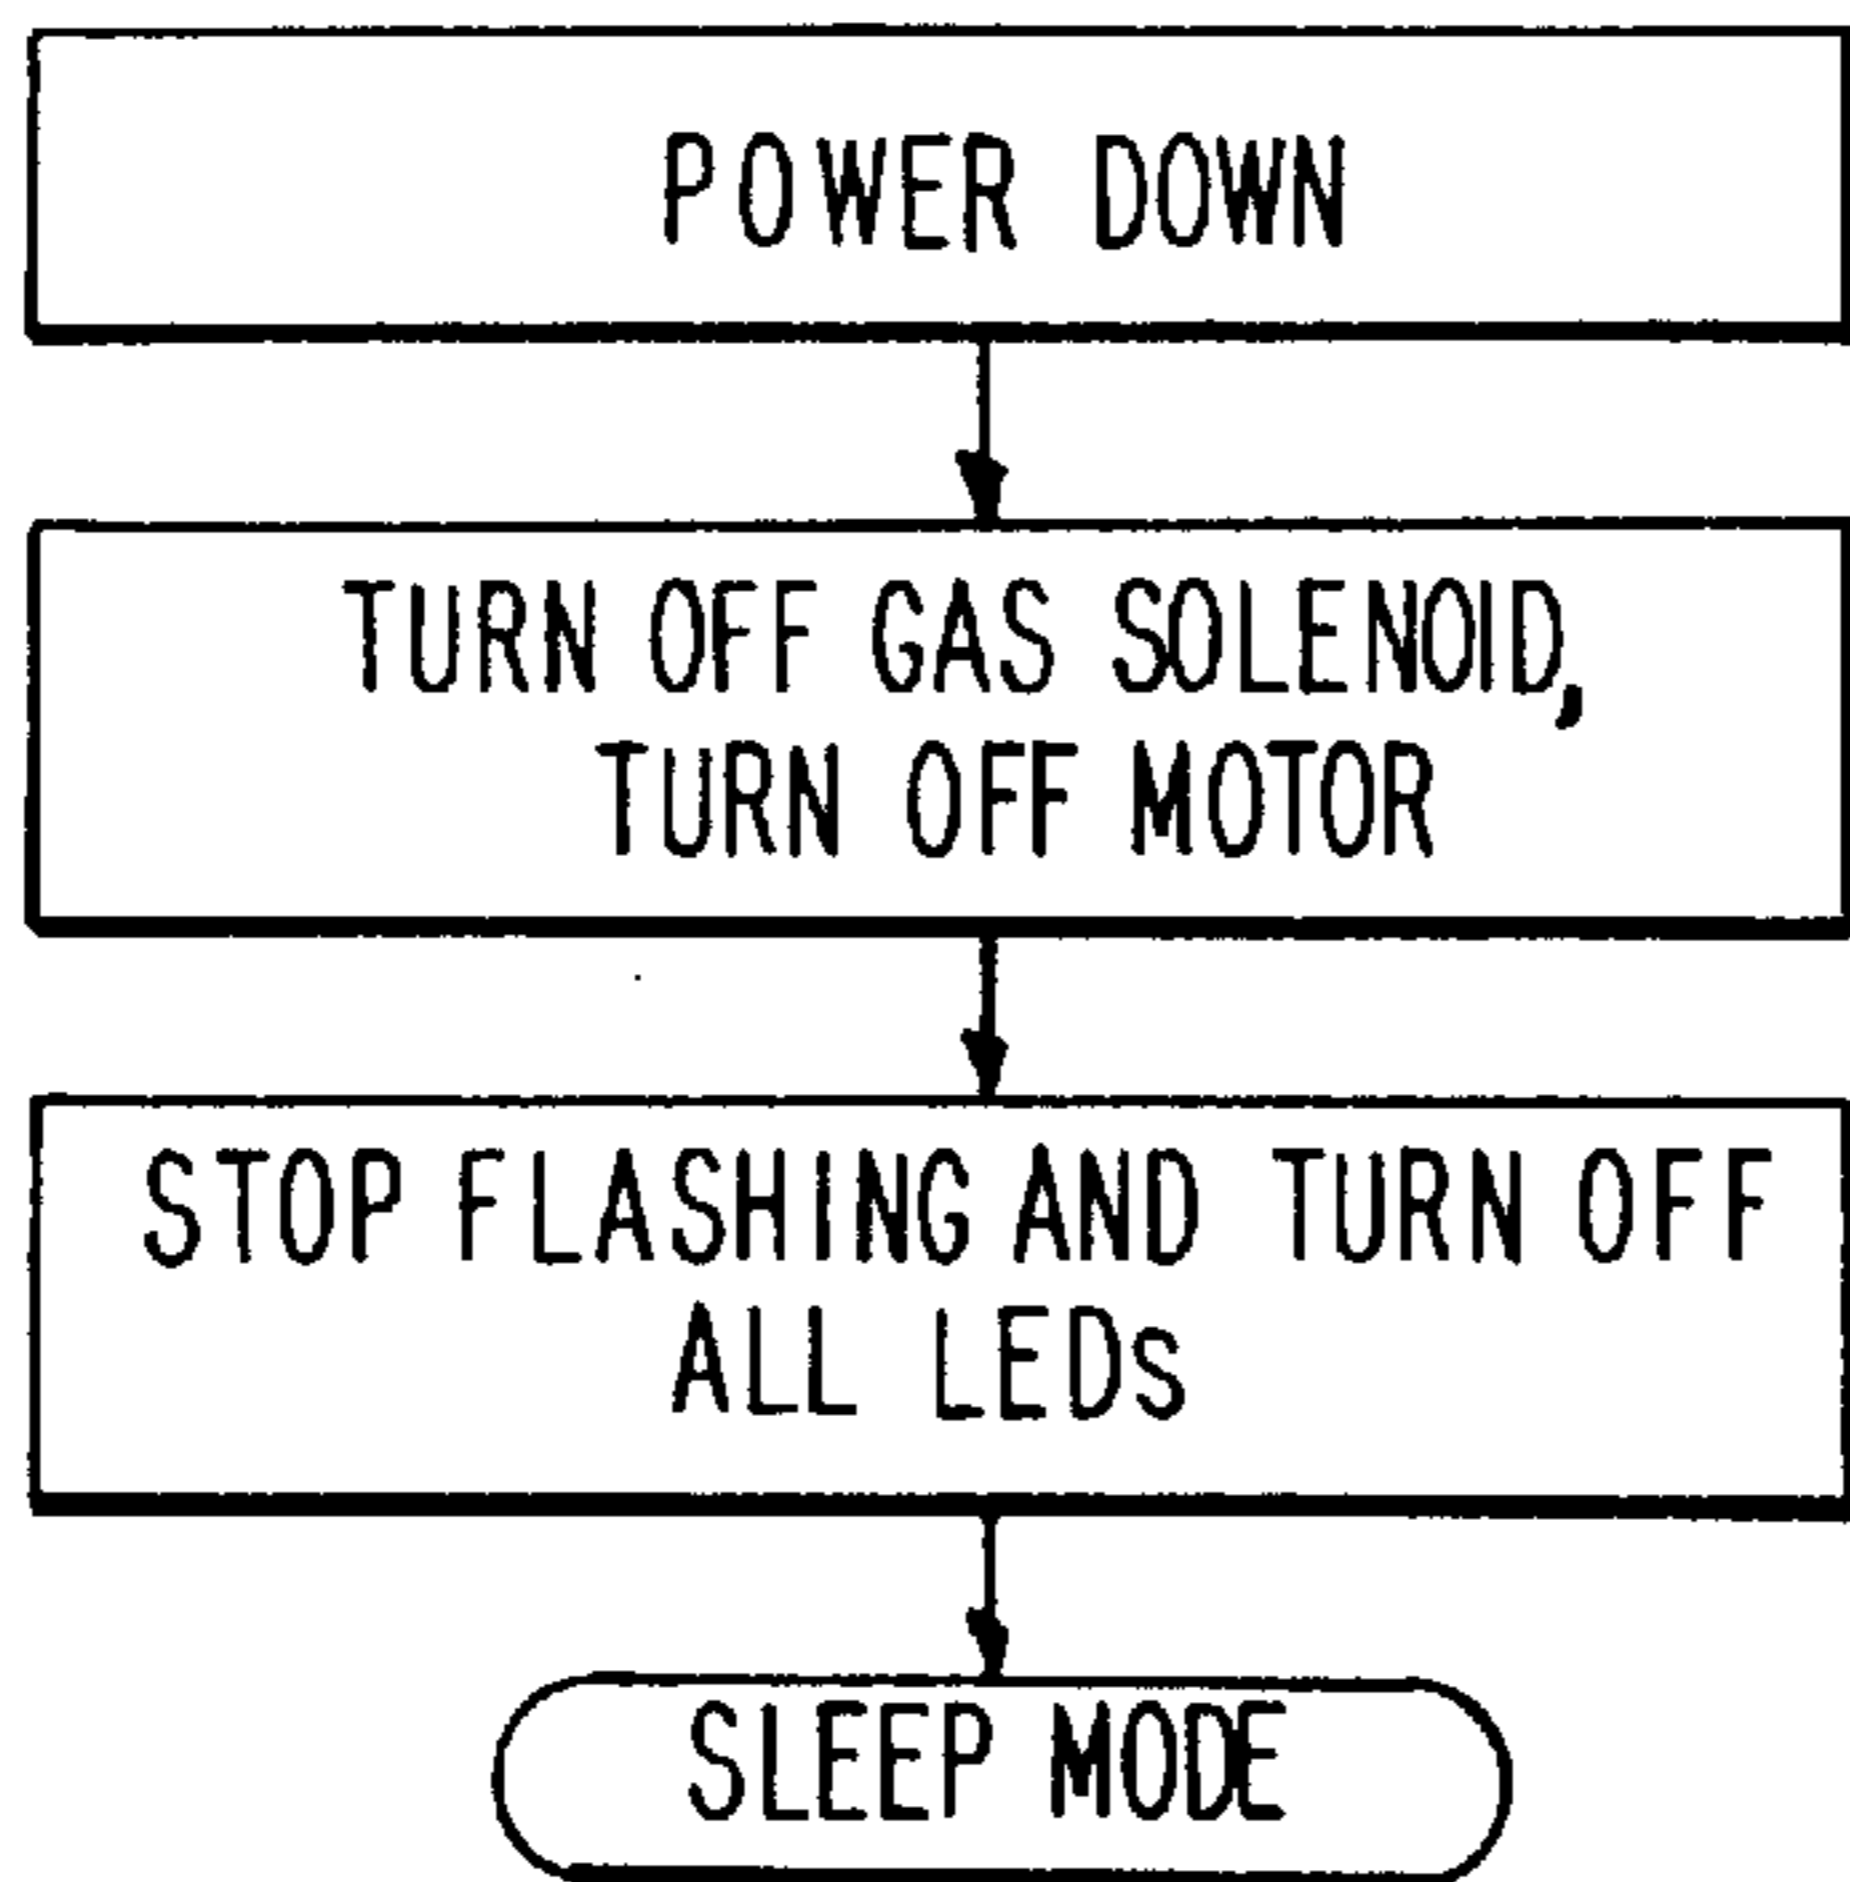 POWER DOWN
TURN OFF GAS SOLENOID,
TURN OFF MOTOR
STOP FLASHING AND TURN OFF
ALL LEDs
SLEEP MODE